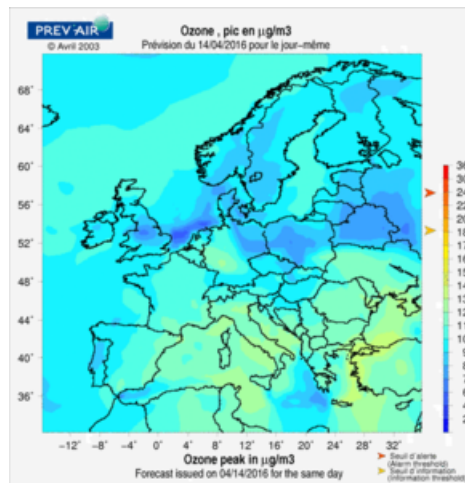 PREV'AIR
© Avril 2003
Ozone , pic en µg/m3
Prévision du 14/04/2016 pour le jour-même
68°
64°
60°
56°
52°
48°
44°
40°
36°
-12° -8° -4° 0° 4° 8° 12° 16° 20° 24° 28° 32°
Ozone peak in µg/m3
Forecast issued on 04/14/2016 for the same day
Seuil d'alerte
(Alarm threshold)
Seuil d'information
(Information threshold)